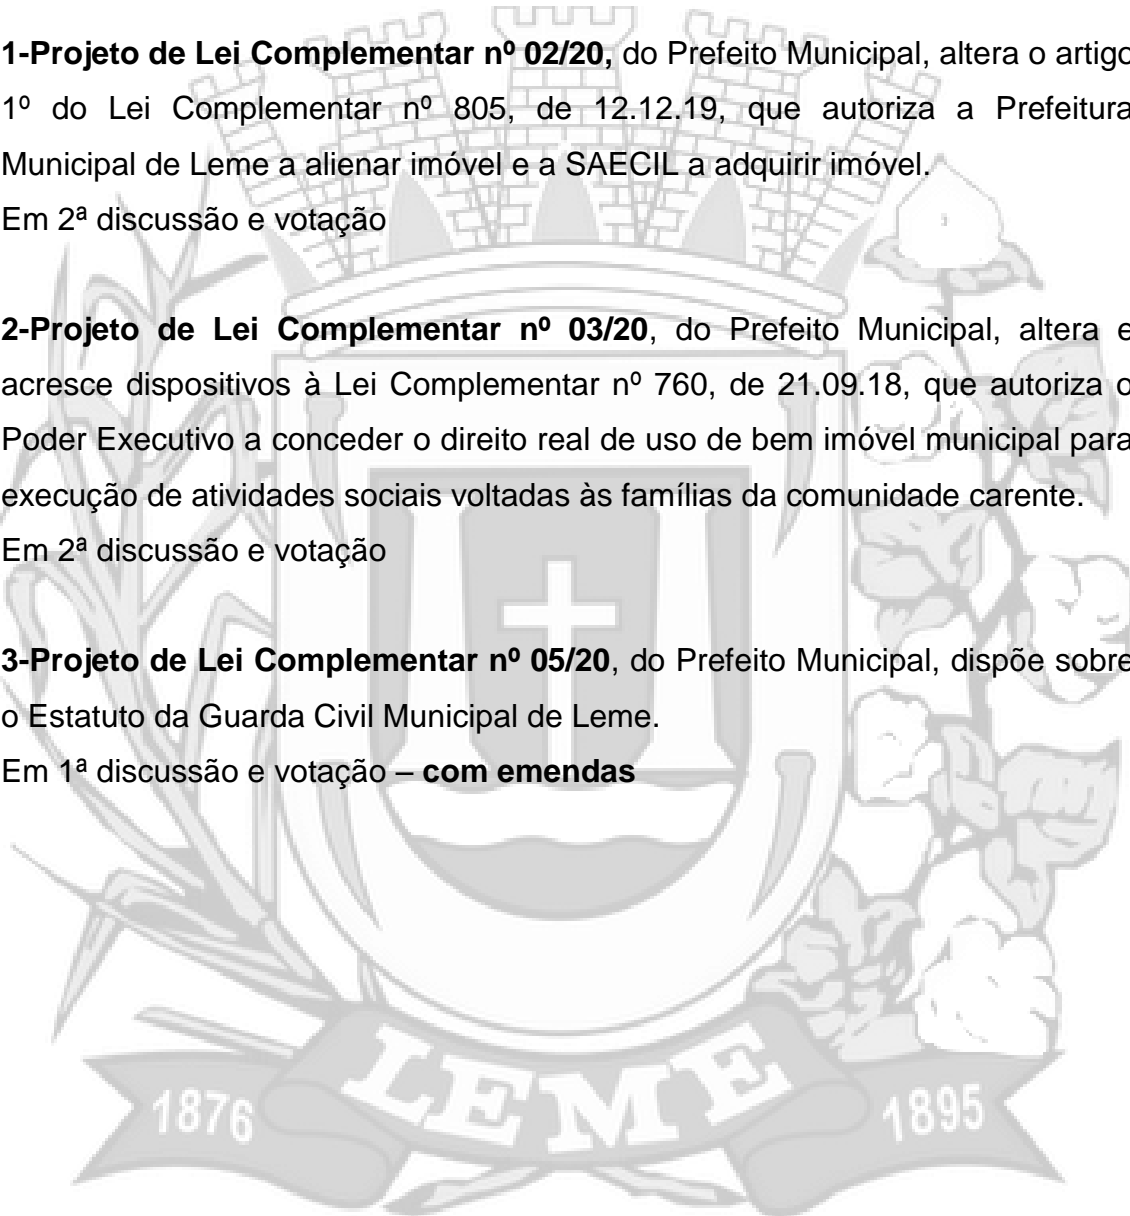 1-Projeto de Lei Complementar nº 02/20, do Prefeito Municipal, altera o artigo
1º do Lei Complementar nº 805, de 12.12.19, que autoriza a Prefeitura
Municipal de Leme a alienar imóvel e a SAECIL a adquirir imóvel.
Em 2ª discussão e votação
2-Projeto de Lei Complementar nº 03/20, do Prefeito Municipal, altera e
acresce dispositivos à Lei Complementar nº 760, de 21.09.18, que autoriza o
Poder Executivo a conceder o direito real de uso de bem imóvel municipal para
execução de atividades sociais voltadas às famílias da comunidade carente.
Em 2ª discussão e votação
3-Projeto de Lei Complementar nº 05/20, do Prefeito Municipal, dispõe sobre
o Estatuto da Guarda Civil Municipal de Leme.
Em 1ª discussão e votação – com emendas
1876 LEME 1895